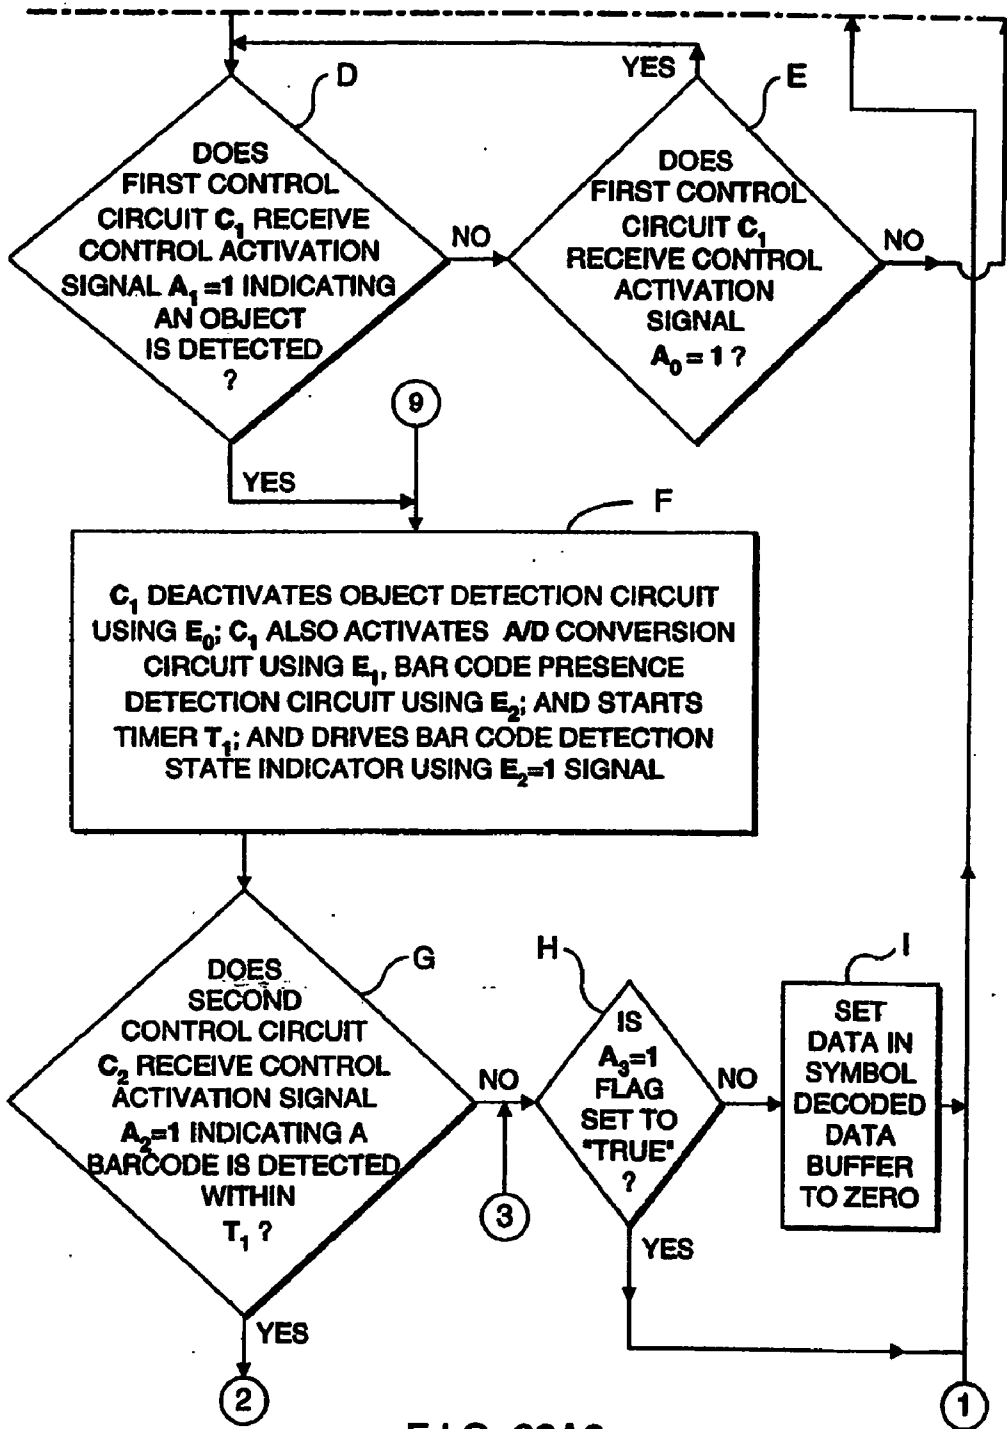 YES
D
E
DOES
FIRST CONTROL
CIRCUIT C₁ RECEIVE
CONTROL ACTIVATION
SIGNAL A₁ =1 INDICATING
AN OBJECT
IS DETECTED
?
NO
DOES
FIRST CONTROL
CIRCUIT C₁
RECEIVE CONTROL
ACTIVATION
SIGNAL
A₀ = 1 ?
NO
YES
9
F
C₁ DEACTIVATES OBJECT DETECTION CIRCUIT
USING E₀; C₁ ALSO ACTIVATES A/D CONVERSION
CIRCUIT USING E₁, BAR CODE PRESENCE
DETECTION CIRCUIT USING E₂; AND STARTS
TIMER T₁; AND DRIVES BAR CODE DETECTION
STATE INDICATOR USING E₂=1 SIGNAL
G
DOES
SECOND
CONTROL CIRCUIT
C₂ RECEIVE CONTROL
ACTIVATION SIGNAL
A₂=1 INDICATING A
BARCODE IS DETECTED
WITHIN
T₁ ?
NO
3
YES
2
H
IS
A₃=1
FLAG
SET TO
"TRUE"
?
NO
YES
I
SET
DATA IN
SYMBOL
DECODED
DATA
BUFFER
TO ZERO
1